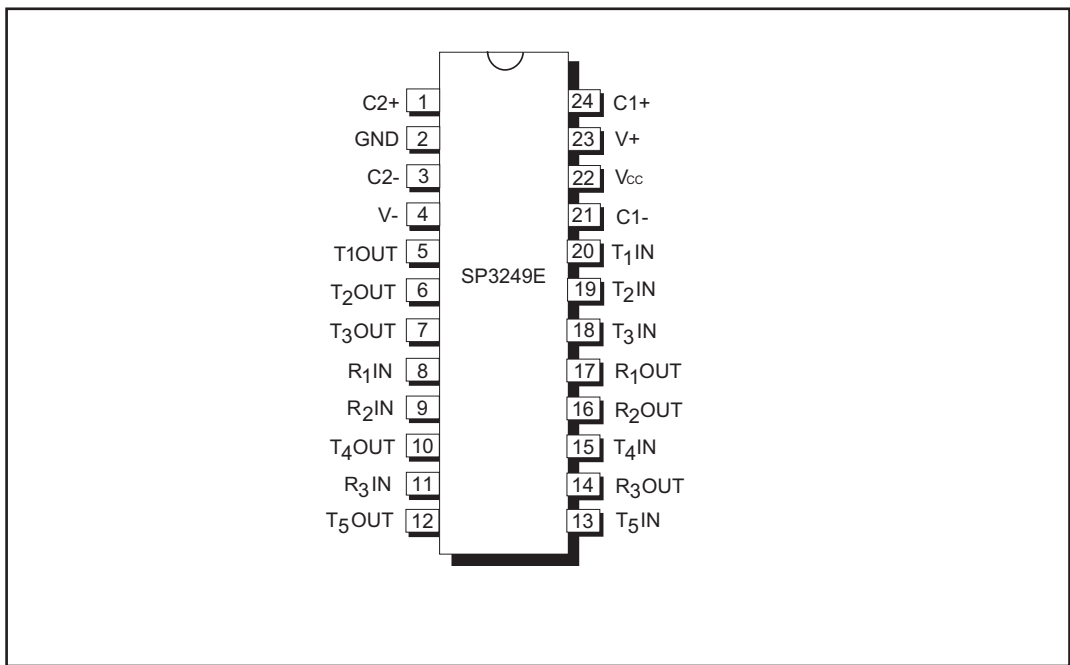 C2+ 1 24 C1+
GND 2 23 V+
C2- 3 22 Vcc
V- 4 21 C1-
T1OUT 5 20 T1IN
SP3249E
T2OUT 6 19 T2IN
T3OUT 7 18 T3IN
R1IN 8 17 R1OUT
R2IN 9 16 R2OUT
T4OUT 10 15 T4IN
R3IN 11 14 R3OUT
T5OUT 12 13 T5IN